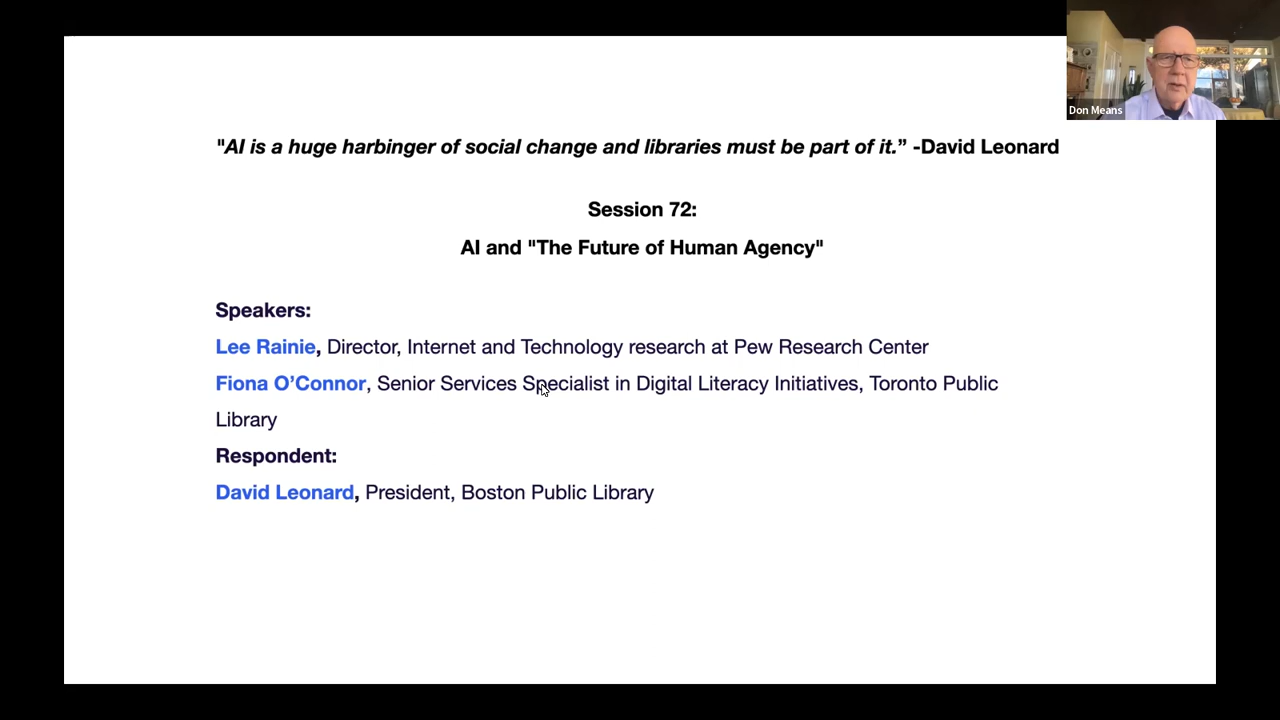 "AI is a huge harbinger of social change and libraries must be part of it.” -David Leonard
Session 72:
AI and "The Future of Human Agency"
Speakers:
Lee Rainie, Director, Internet and Technology research at Pew Research Center
Fiona O’Connor, Senior Services Specialist in Digital Literacy Initiatives, Toronto Public
Library
Respondent:
David Leonard, President, Boston Public Library
Don Means